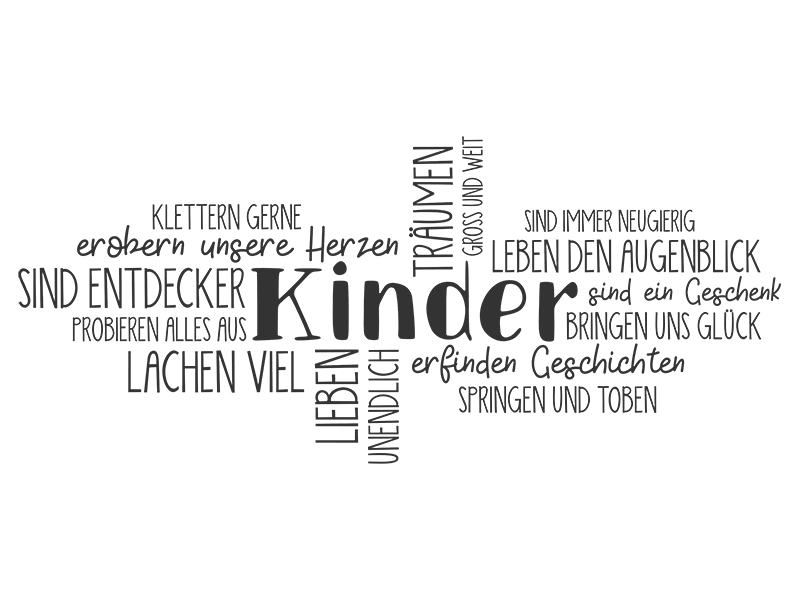 TRÄUMEN
GROSS UND WEIT
KLETTERN GERNE
erobern unsere Herzen
SIND ENTDECKER
PROBIEREN ALLES AUS
LACHEN VIEL
Kinder
SIND IMMER NEUGIERIG
LEBEN DEN AUGENBLICK
sind ein Geschenk
BRINGEN UNS GLÜCK
erfinden Geschichten
SPRINGEN UND TOBEN
LIEBEN
UNENDLICH